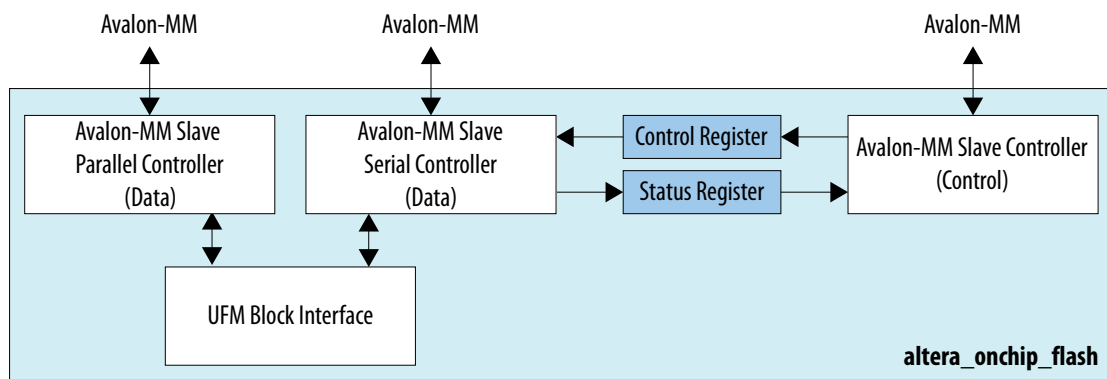 Avalon-MM
Avalon-MM
Avalon-MM
Avalon-MM Slave
Parallel Controller
(Data)
Avalon-MM Slave
Serial Controller
(Data)
Control Register
Status Register
Avalon-MM Slave Controller
(Control)
UFM Block Interface
altera_onchip_flash